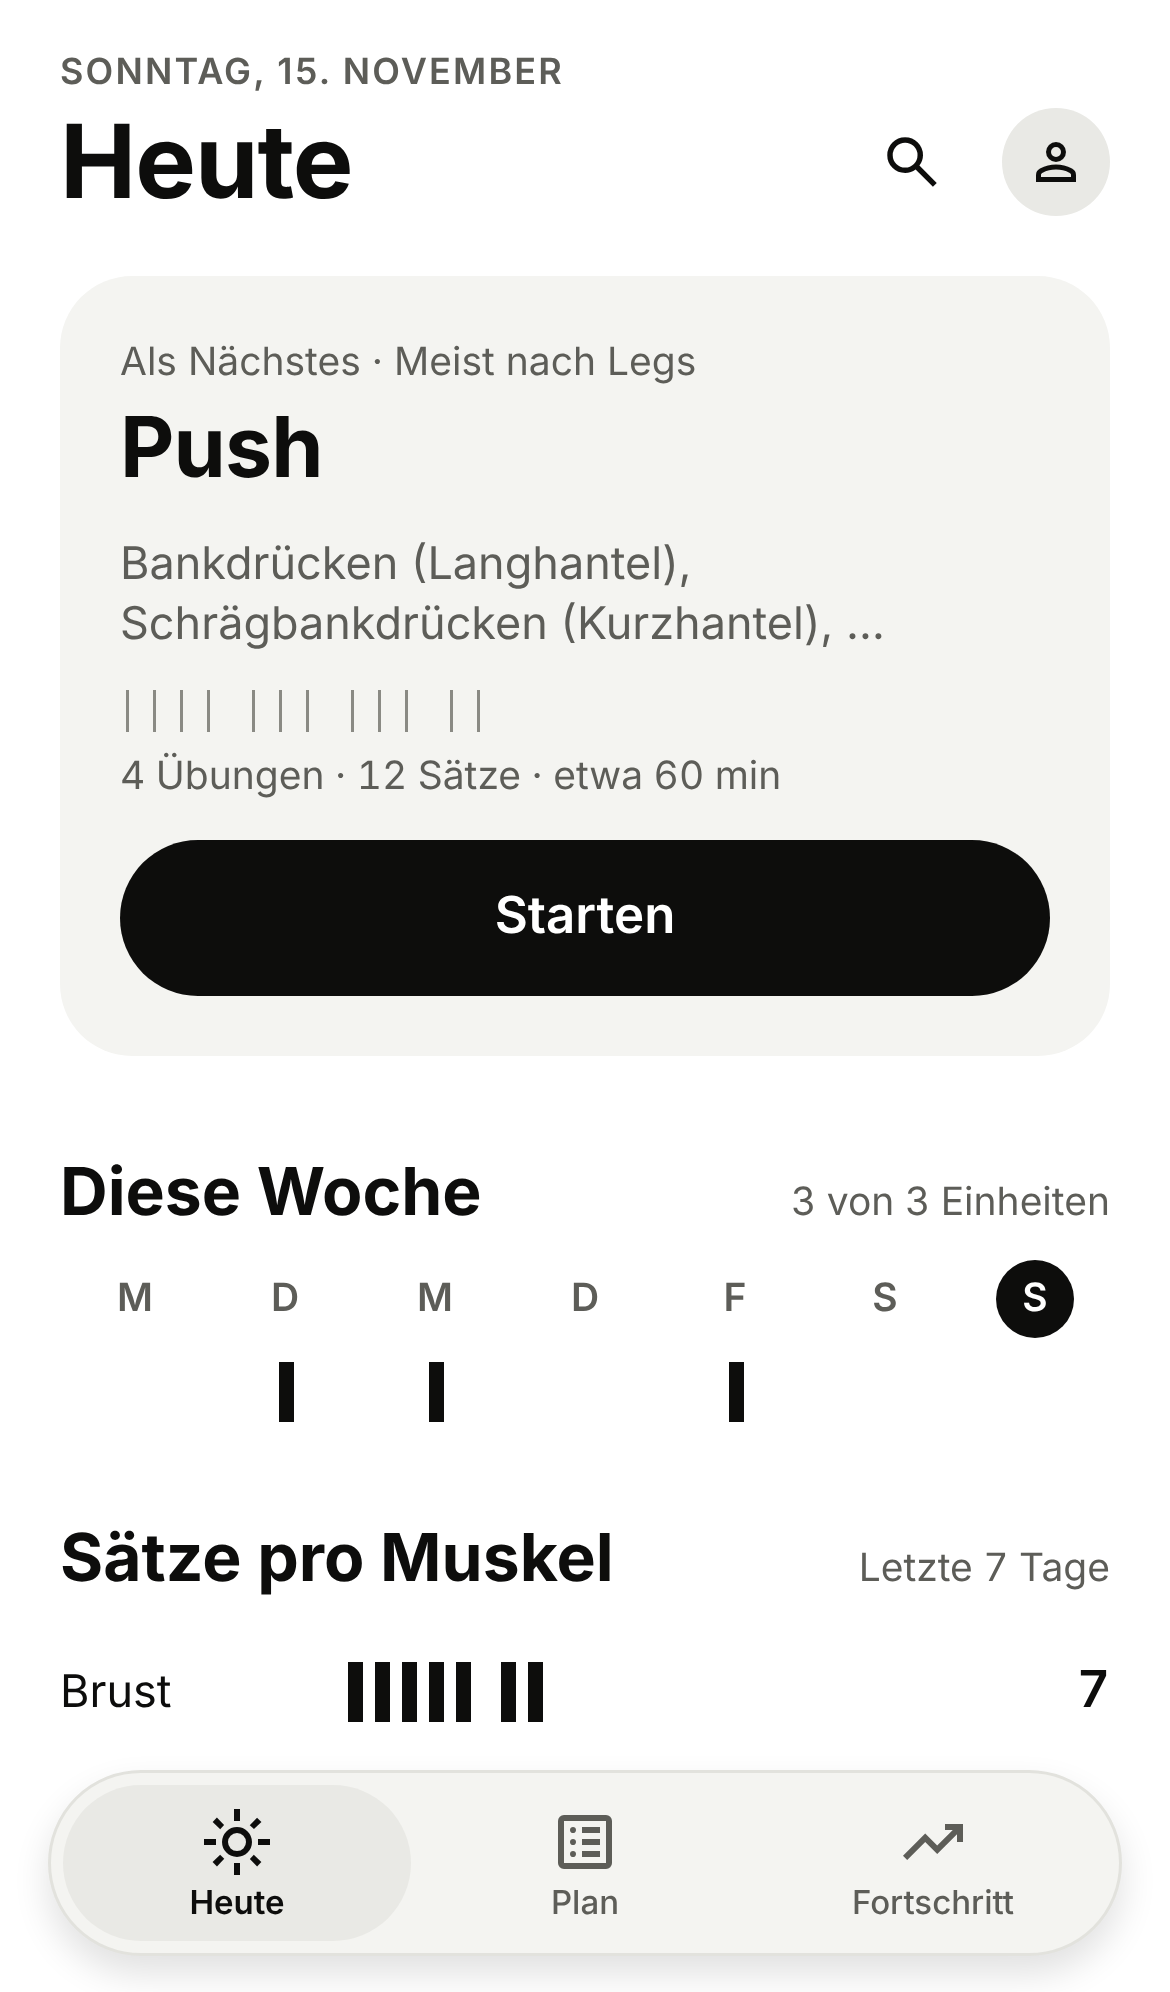 SONNTAG, 15. NOVEMBER
Heute
Als Nächstes · Meist nach Legs
Push
Bankdrücken (Langhantel),
Schrägbankdrücken (Kurzhantel), ...
4 Übungen · 12 Sätze · etwa 60 min
Starten
Diese Woche
3 von 3 Einheiten
M D M D F S S
Sätze pro Muskel
Letzte 7 Tage
Brust
7
Heute
Plan
Fortschritt